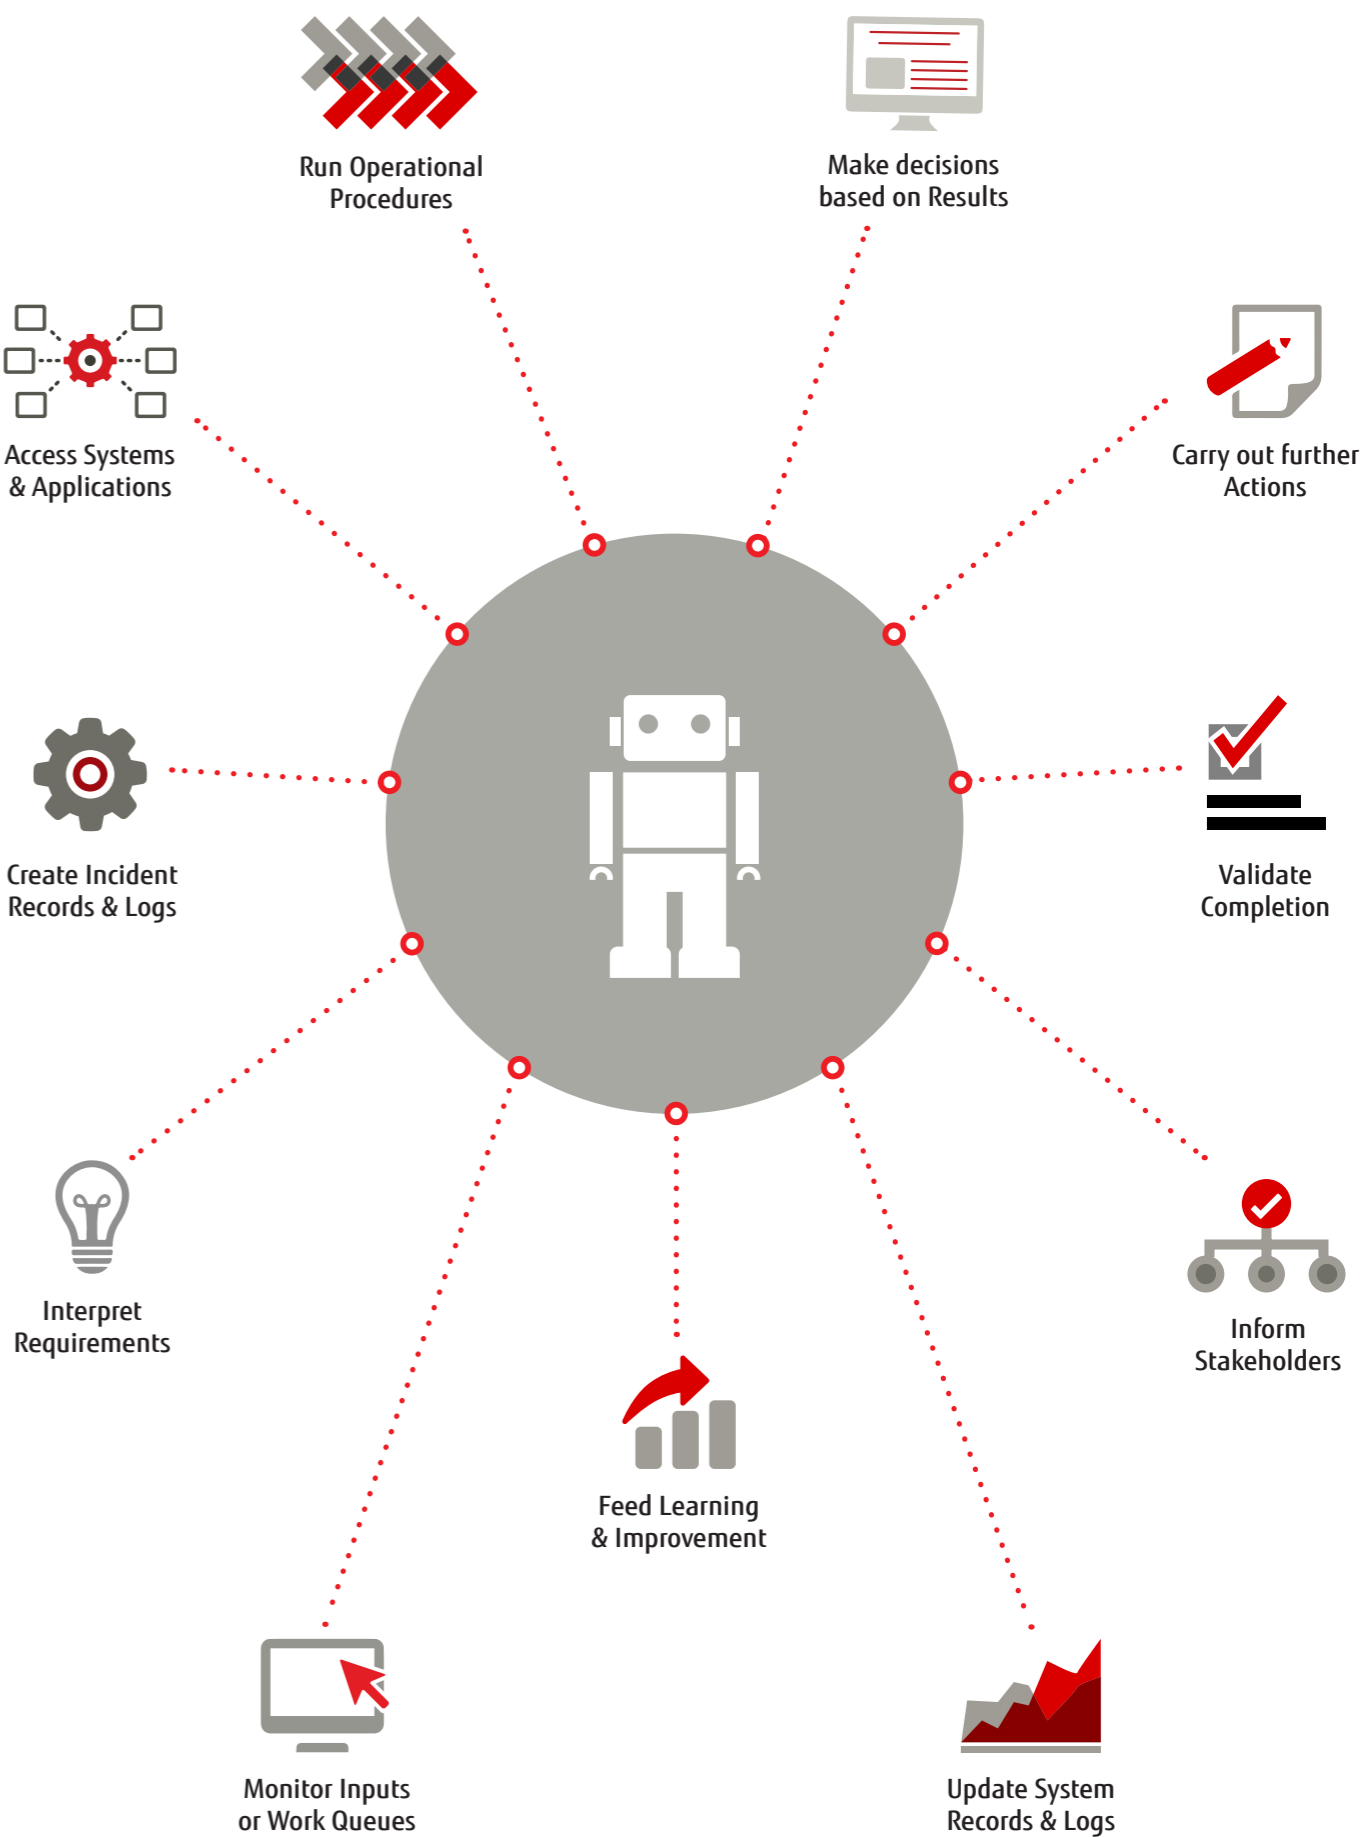 Run Operational
Procedures
Make decisions
based on Results
Access Systems
& Applications
Carry out further
Actions
Create Incident
Records & Logs
Validate
Completion
Interpret
Requirements
Inform
Stakeholders
Feed Learning
& Improvement
Monitor Inputs
or Work Queues
Update System
Records & Logs